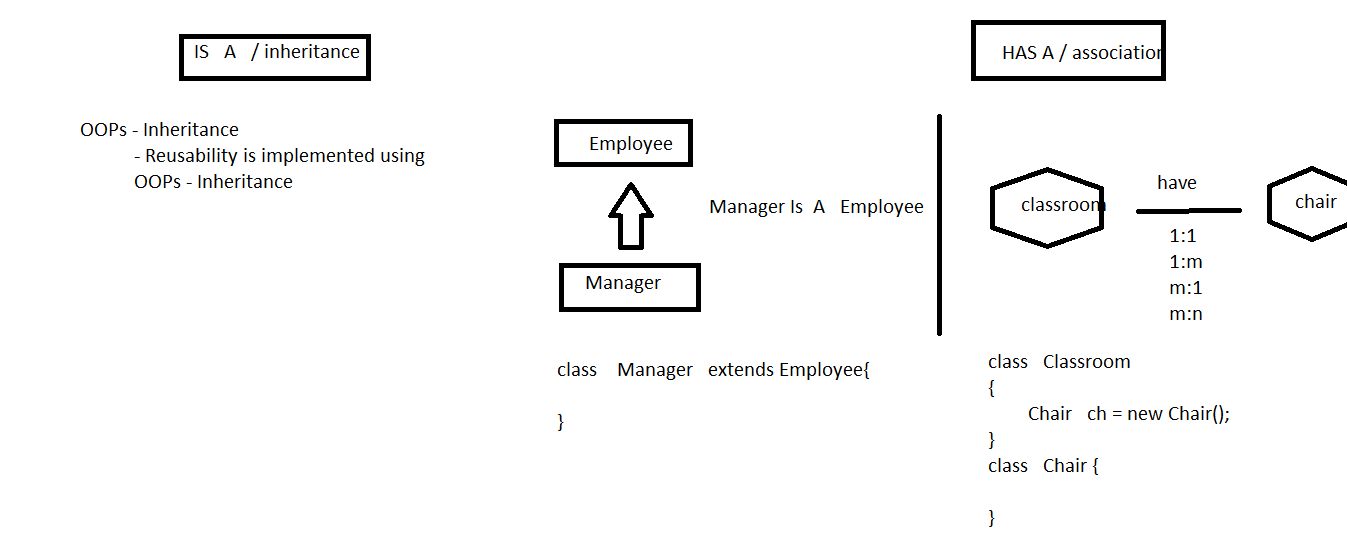 IS A / inheritance
HAS A / association
OOPs - Inheritance
- Reusability is implemented using
OOPs - Inheritance
Employee
Manager Is A Employee
Manager
class Manager extends Employee{
}
classroom
have
chair
1:1
1:m
m:1
m:n
class Classroom
{
Chair ch = new Chair();
}
class Chair {
}